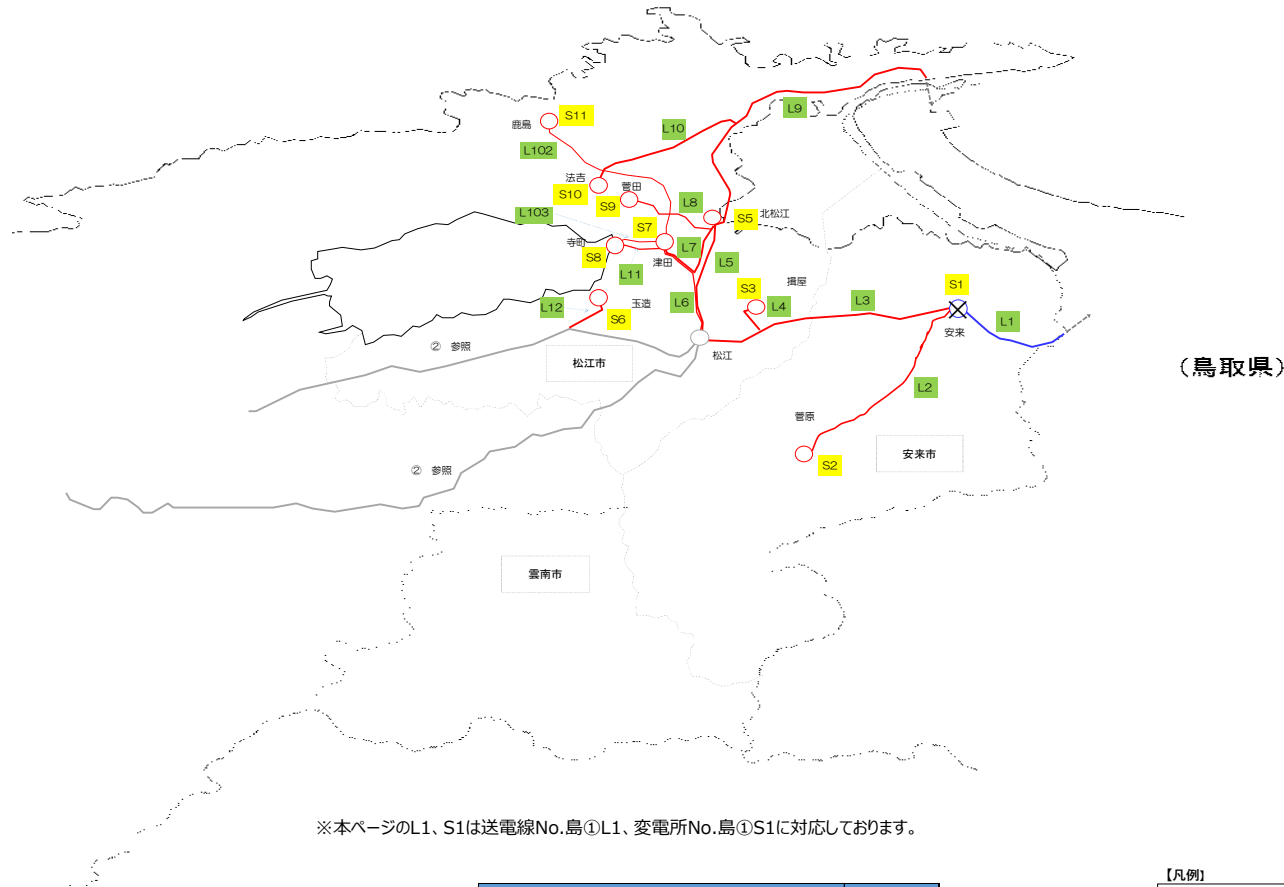 L9
S11
鹿島
L10
L102
法吉
S10
菅田
S9
L8
S5
北松江
L103
S7
寺町
S8
L7
津田
L5
L11
揖屋
S3
S1
L12
玉造
S6
L6
L4
L3
安来
L1
② 参照
松江市
松江
(鳥取県)
L2
菅原
安来市
② 参照
S2
雲南市
※本ページのL1、S1は送電線No.島①L1、変電所No.島①S1に対応しております。
【凡例】